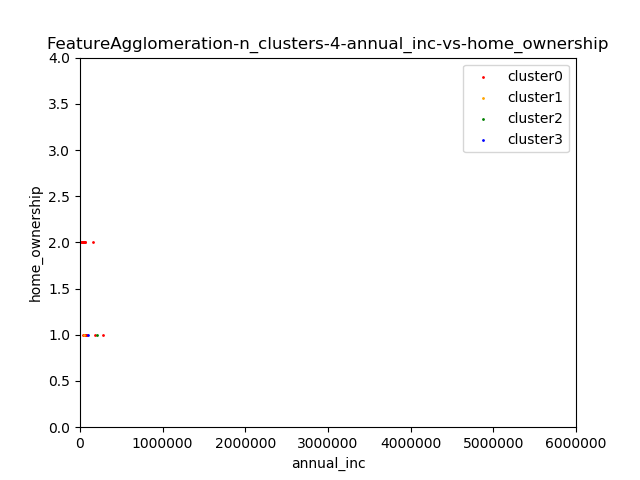 FeatureAgglomeration-n_clusters-4-annual_inc-vs-home_ownership
4.0
3.5
3.0
2.5
2.0
1.5
1.0
0.5
0.0
home_ownership
cluster0
cluster1
cluster2
cluster3
0 1000000 2000000 3000000 4000000 5000000 6000000
annual_inc